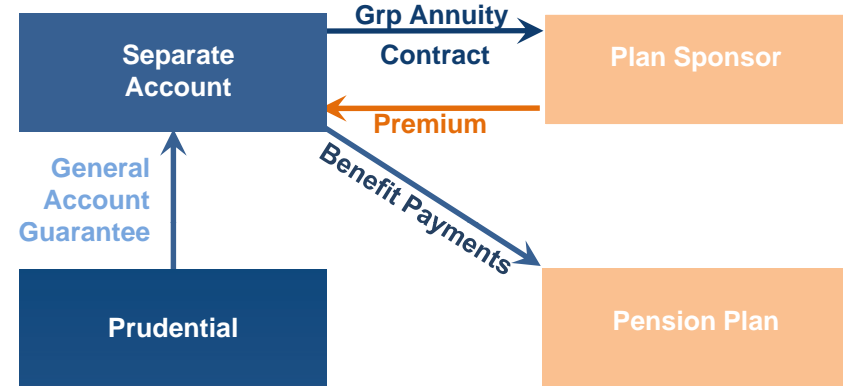 Grp Annuity
Contract
Separate
Account
Plan Sponsor
Premium
General
Account
Guarantee
Benefit Payments
Prudential
Pension Plan